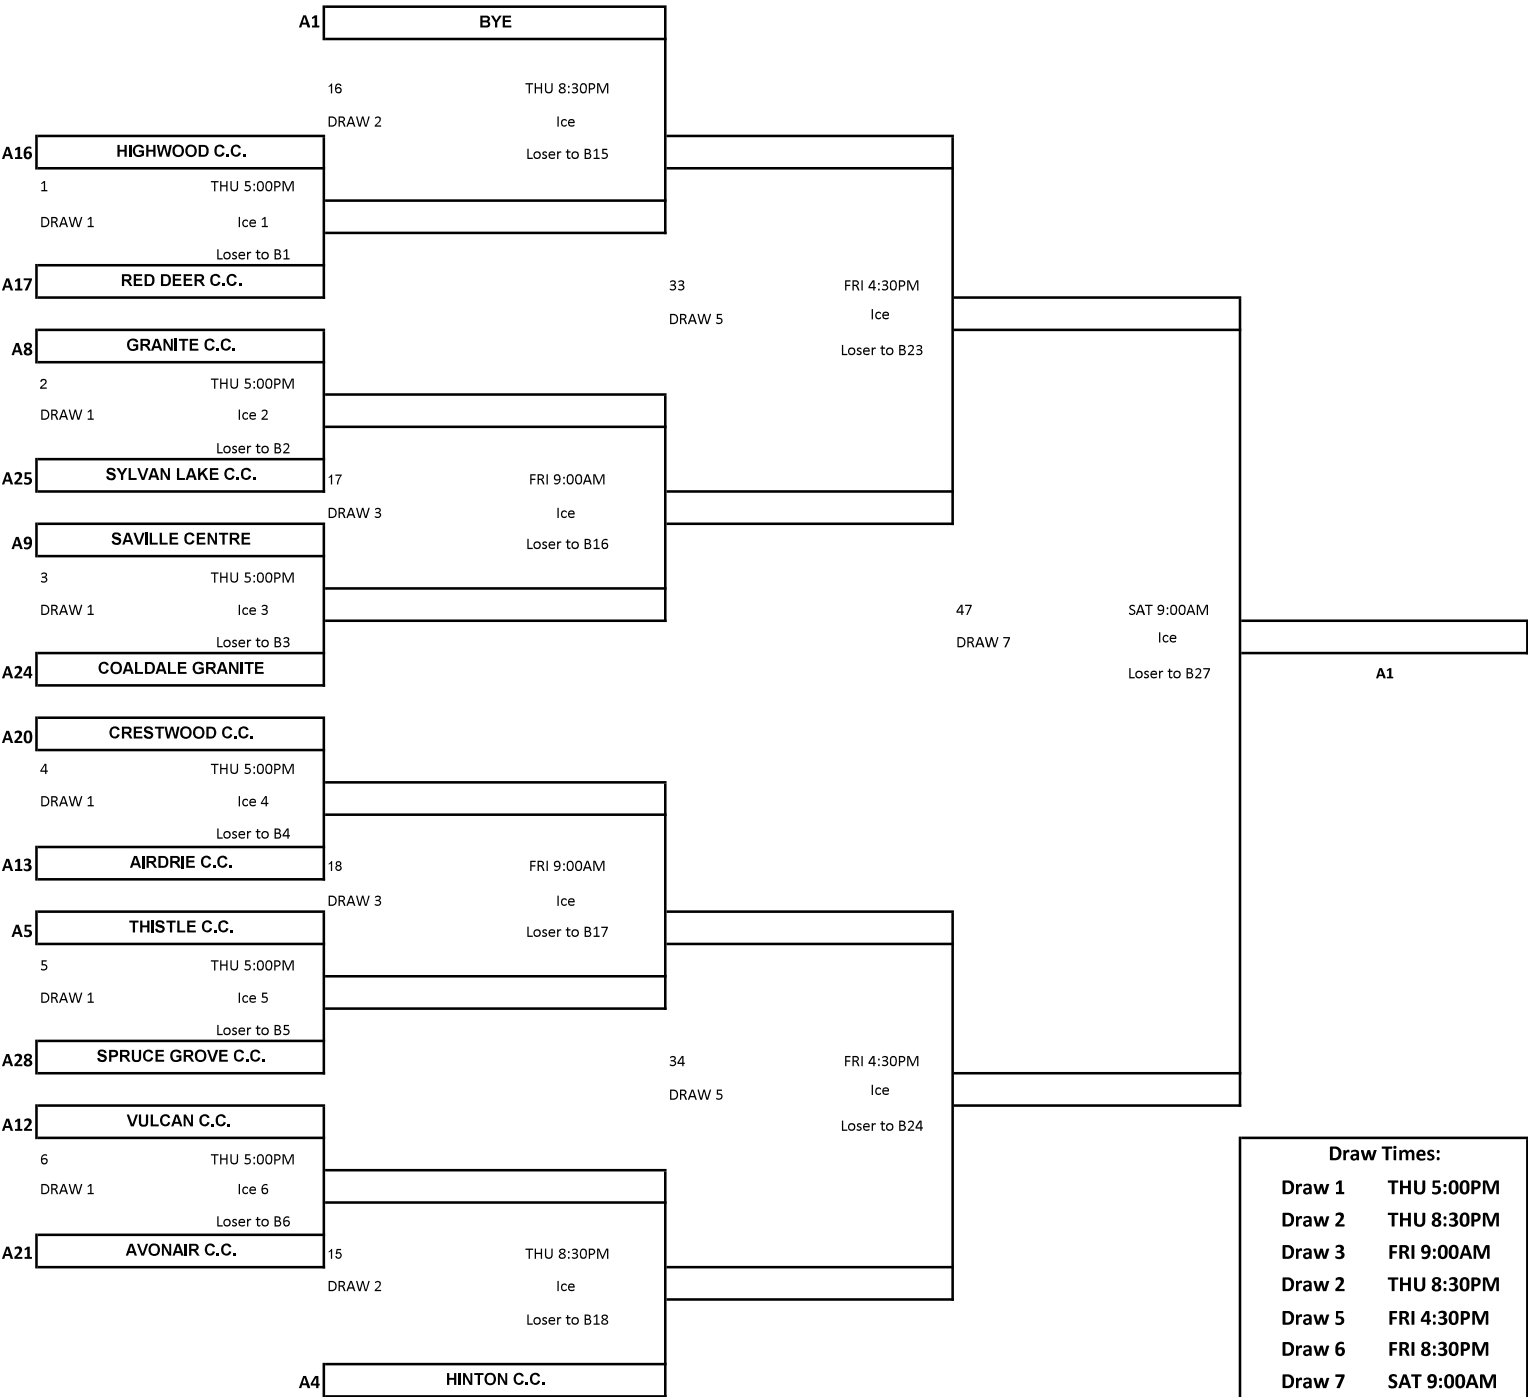 A1 BYE
16 THU 8:30PM
DRAW 2 Ice
A16 HIGHWOOD C.C. Loser to B15
1 THU 5:00PM
DRAW 1 Ice 1
Loser to B1
A17 RED DEER C.C.
33 FRI 4:30PM
DRAW 5 Ice
Loser to B23
A8 GRANITE C.C.
2 THU 5:00PM
DRAW 1 Ice 2
Loser to B2
A25 SYLVAN LAKE C.C.
17 FRI 9:00AM
DRAW 3 Ice
Loser to B16
A9 SAVILLE CENTRE
3 THU 5:00PM
DRAW 1 Ice 3
Loser to B3
A24 COALDALE GRANITE
47 SAT 9:00AM
DRAW 7 Ice
Loser to B27
A1
A20 CRESTWOOD C.C.
4 THU 5:00PM
DRAW 1 Ice 4
Loser to B4
A13 AIRDRIE C.C.
18 FRI 9:00AM
DRAW 3 Ice
Loser to B17
A5 THISTLE C.C.
5 THU 5:00PM
DRAW 1 Ice 5
Loser to B5
A28 SPRUCE GROVE C.C.
34 FRI 4:30PM
DRAW 5 Ice
Loser to B24
A12 VULCAN C.C.
6 THU 5:00PM
DRAW 1 Ice 6
Loser to B6
A21 AVONAIR C.C.
15 THU 8:30PM
DRAW 2 Ice
Loser to B18
A4 HINTON C.C.
Draw Times:
Draw 1 THU 5:00PM
Draw 2 THU 8:30PM
Draw 3 FRI 9:00AM
Draw 2 THU 8:30PM
Draw 5 FRI 4:30PM
Draw 6 FRI 8:30PM
Draw 7 SAT 9:00AM